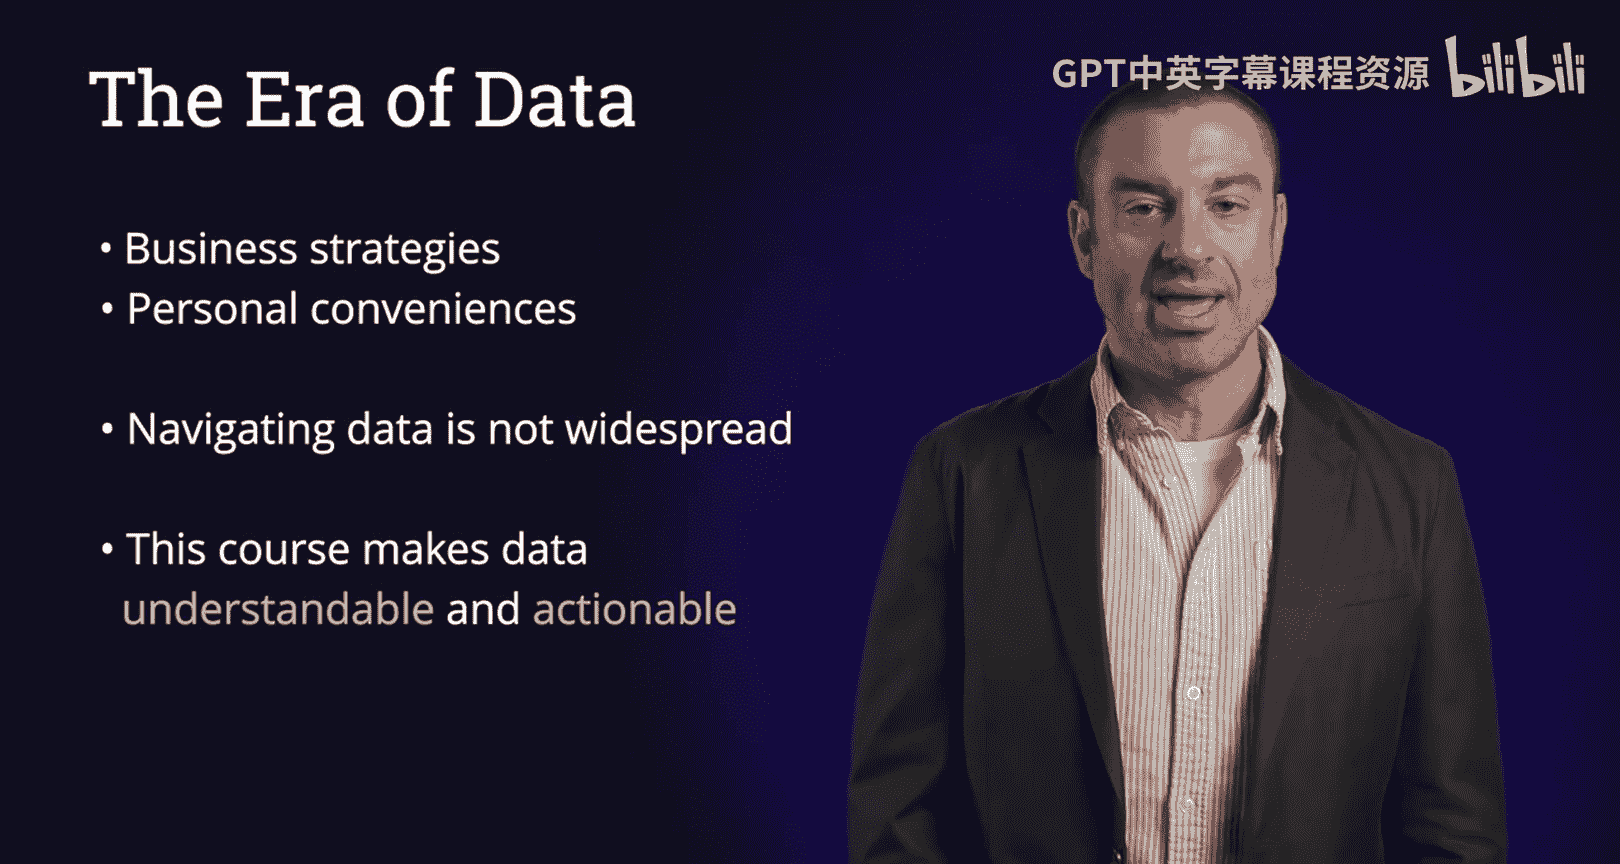 The Era of Data
GPT中英字幕课程资源 bilibili
• Business strategies
• Personal conveniences
• Navigating data is not widespread
• This course makes data
understandable and actionable